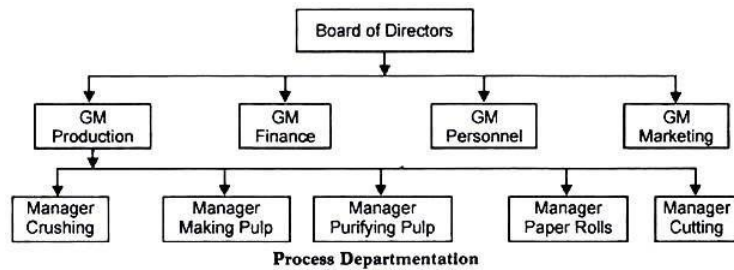 Board of Directors
GM
Production
GM
Finance
GM
Personnel
GM
Marketing
Manager
Crushing
Manager
Making Pulp
Manager
Purifying Pulp
Manager
Paper Rolls
Manager
Cutting
Process Departmentation